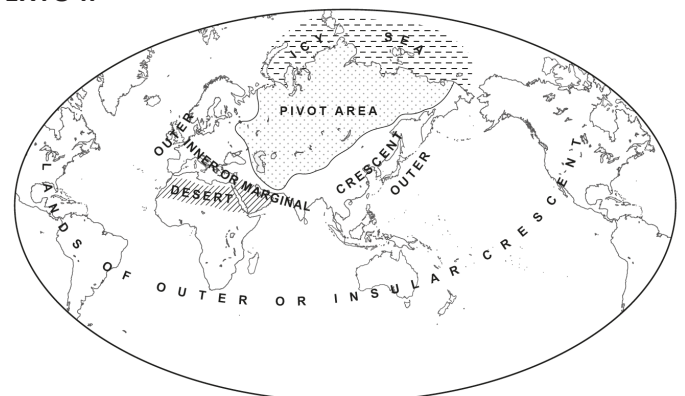 ICY SEA
PIVOT AREA
OUTER
INNER OR MARGINAL
CRESCENT
OUTER
DESERT
LANDS OF OUTER OR INSULAR CRESCENT